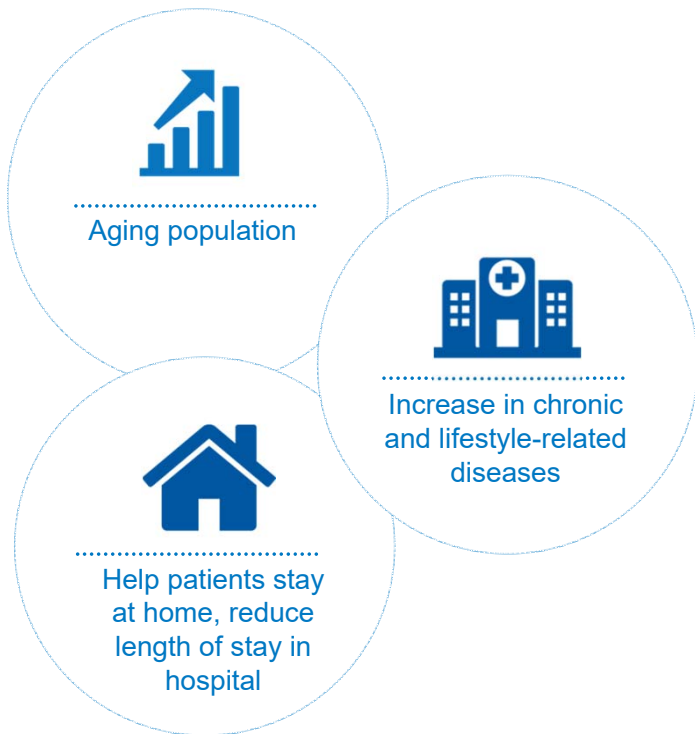 Aging population
Increase in chronic
and lifestyle-related
diseases
Help patients stay
at home, reduce
length of stay in
hospital